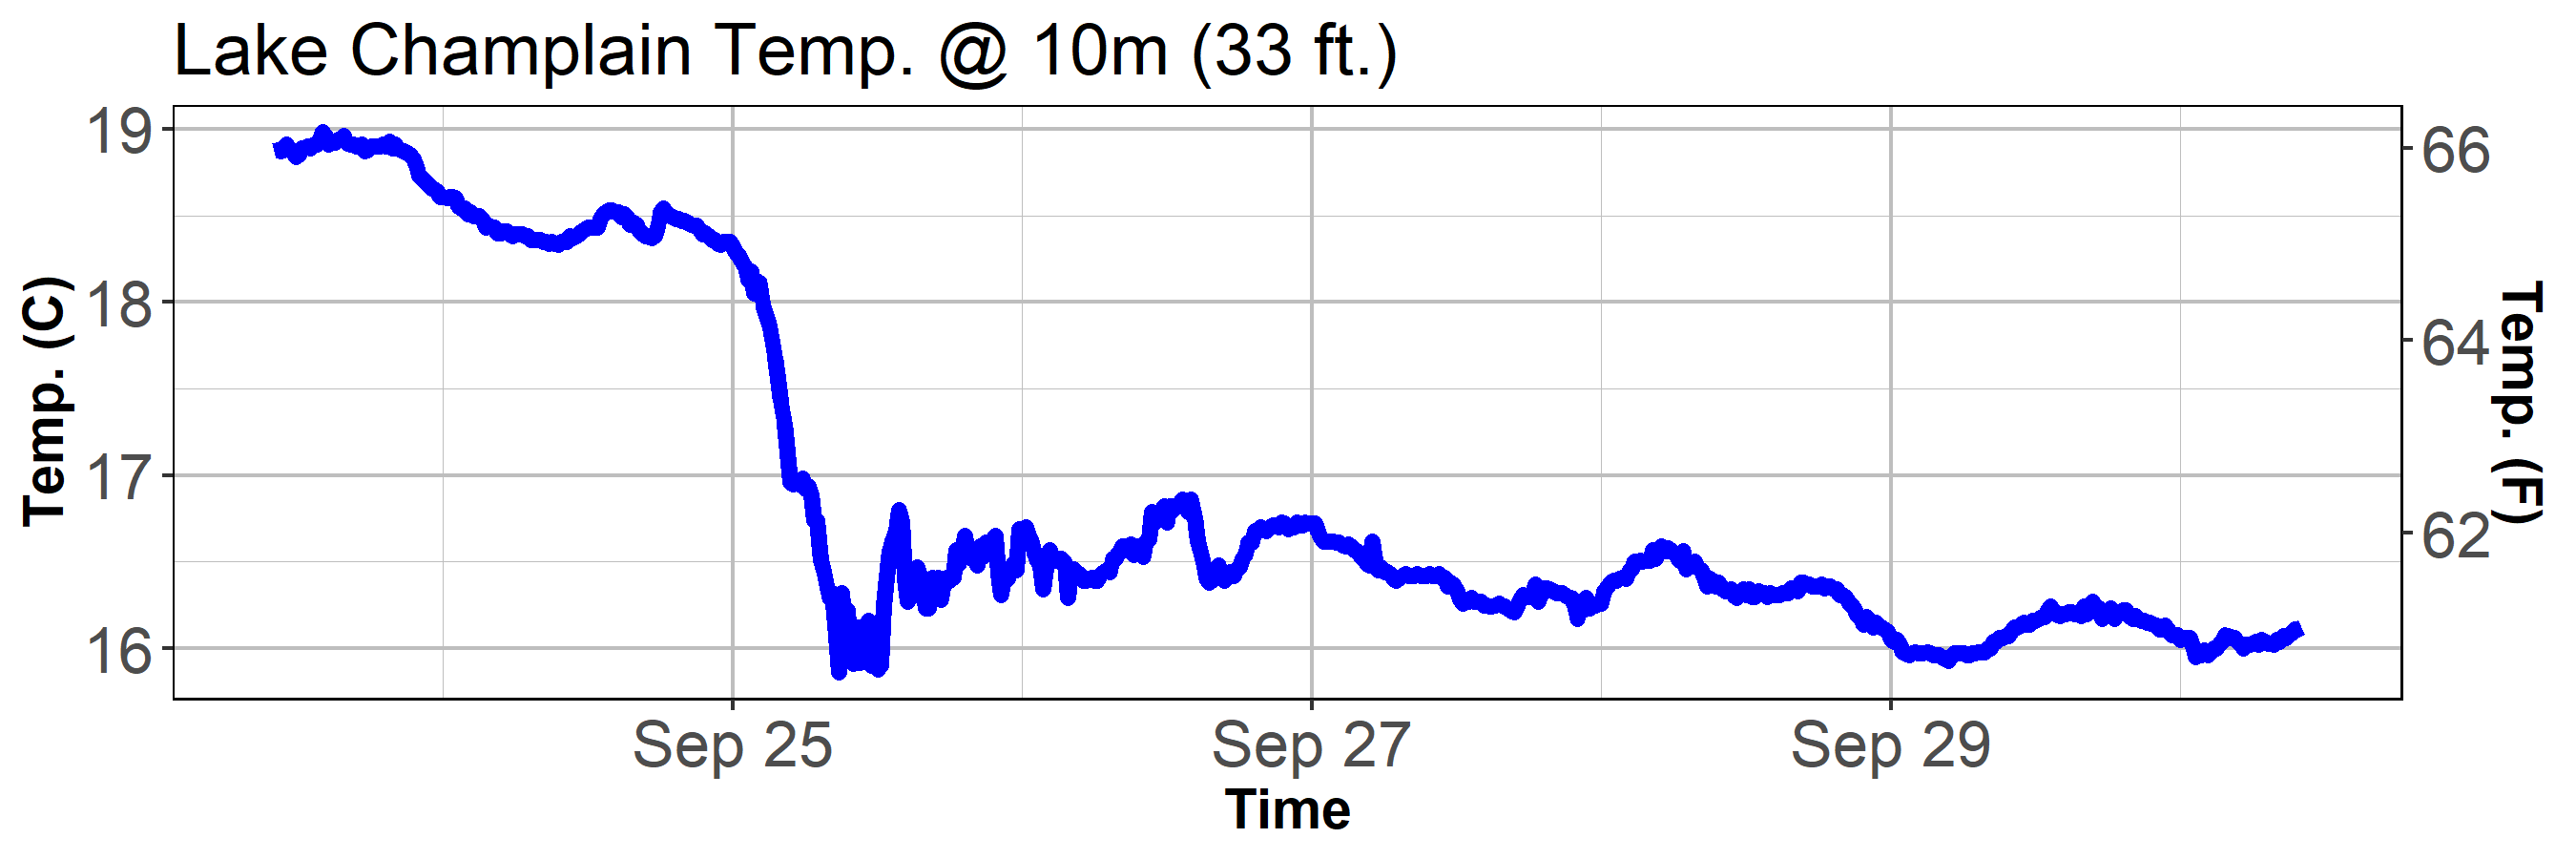 Lake Champlain Temp. @ 10m (33 ft.)
Temp. (C)
19
18
17
16
66
64
62
Temp. (F)
Sep 25
Sep 27
Sep 29
Time